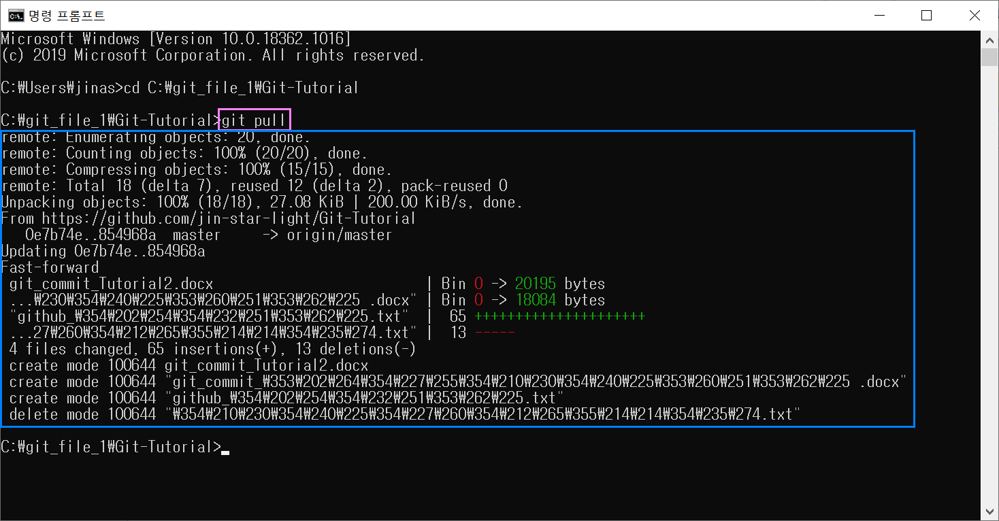 명령 프롬프트
Microsoft Windows [Version 10.0.18362.1016]
(c) 2019 Microsoft Corporation. All rights reserved.
C:₩Users₩jinas>cd C:₩git_file_1₩Git-Tutorial
C:₩git_file_1₩Git-Tutorial>git pull
remote: Enumerating objects: 20, done.
remote: Counting objects: 100% (20/20), done.
remote: Compressing objects: 100% (15/15), done.
remote: Total 18 (delta 7), reused 12 (delta 2), pack-reused 0
Unpacking objects: 100% (18/18), 27.08 KiB | 200.00 KiB/s, done.
From https://github.com/jin-star-light/Git-Tutorial
   0e7b74e..854968a  master     -> origin/master
Updating 0e7b74e..854968a
Fast-forward
 git_commit_Tutorial2.docx                          | Bin 0 -> 20195 bytes
 ...₩230₩354₩240₩225₩353₩260₩251₩353₩262₩225 .docx" | Bin 0 -> 18084 bytes
 "github_₩354₩202₩254₩354₩232₩251₩353₩262₩225.txt"  |  65 +++++++++++++++++++++
 ...27₩260₩354₩212₩265₩355₩214₩214₩354₩235₩274.txt" |  13 -----
 4 files changed, 65 insertions(+), 13 deletions(-)
 create mode 100644 git_commit_Tutorial2.docx
 create mode 100644 "git_commit_₩353₩202₩264₩354₩227₩255₩354₩210₩230₩354₩240₩225₩353₩260₩251₩353₩262₩225 .docx"
 create mode 100644 "github_₩354₩202₩254₩354₩232₩251₩353₩262₩225.txt"
 delete mode 100644 "₩354₩210₩230₩354₩240₩225₩354₩227₩260₩354₩212₩265₩355₩214₩214₩354₩235₩274.txt"
C:₩git_file_1₩Git-Tutorial>